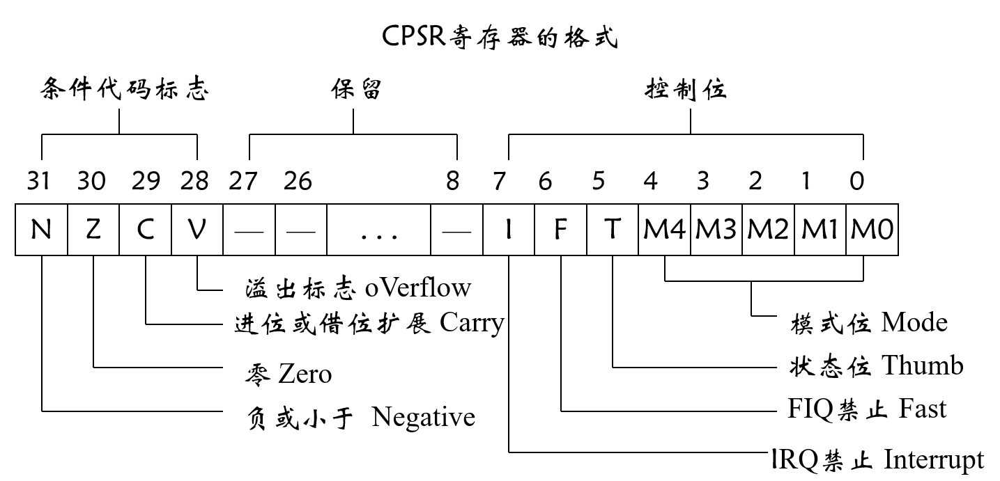 CPSR寄存器的格式
条件代码标志 保留 控制位
31 30 29 28 27 26 8 7 6 5 4 3 2 1 0
N Z C V — — ... — I F T M4 M3 M2 M1 M0
溢出标志 oVerflow
进位或借位扩展 Carry
模式位 Mode
零 Zero
状态位 Thumb
负或小于 Negative
FIQ禁止 Fast
IRQ禁止 Interrupt